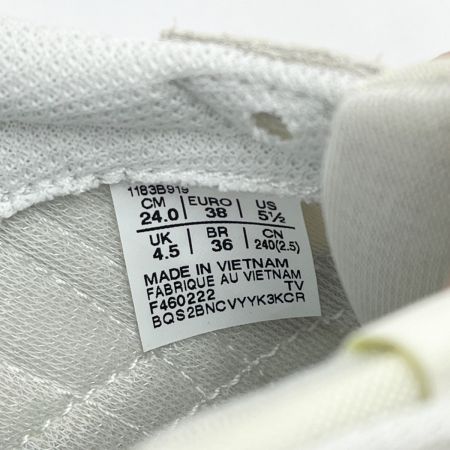 1183B919
CM EURO US
24.0 38 5½
UK BR CN
4.5 36 240(2.5)
MADE IN VIETNAM
FABRIQUE AU VIETNAM
F460222 TV
BQS2BNCVYYK3KCR